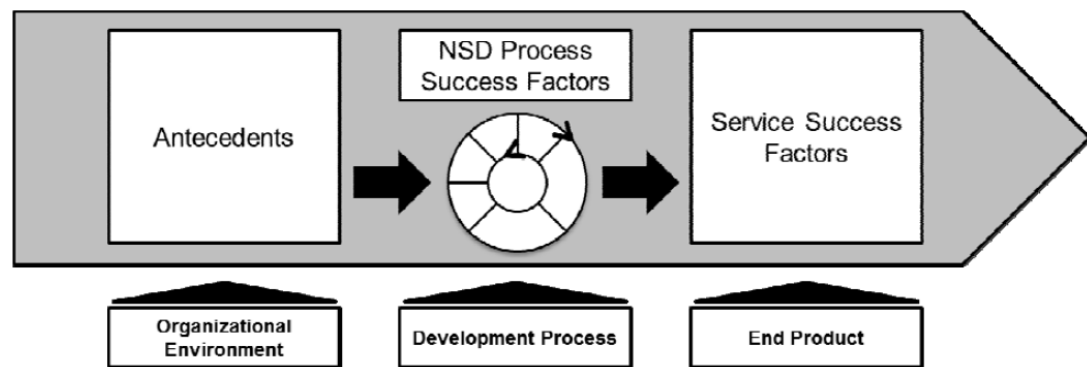 Antecedents
NSD Process
Success Factors
Service Success
Factors
Organizational
Environment
Development Process
End Product